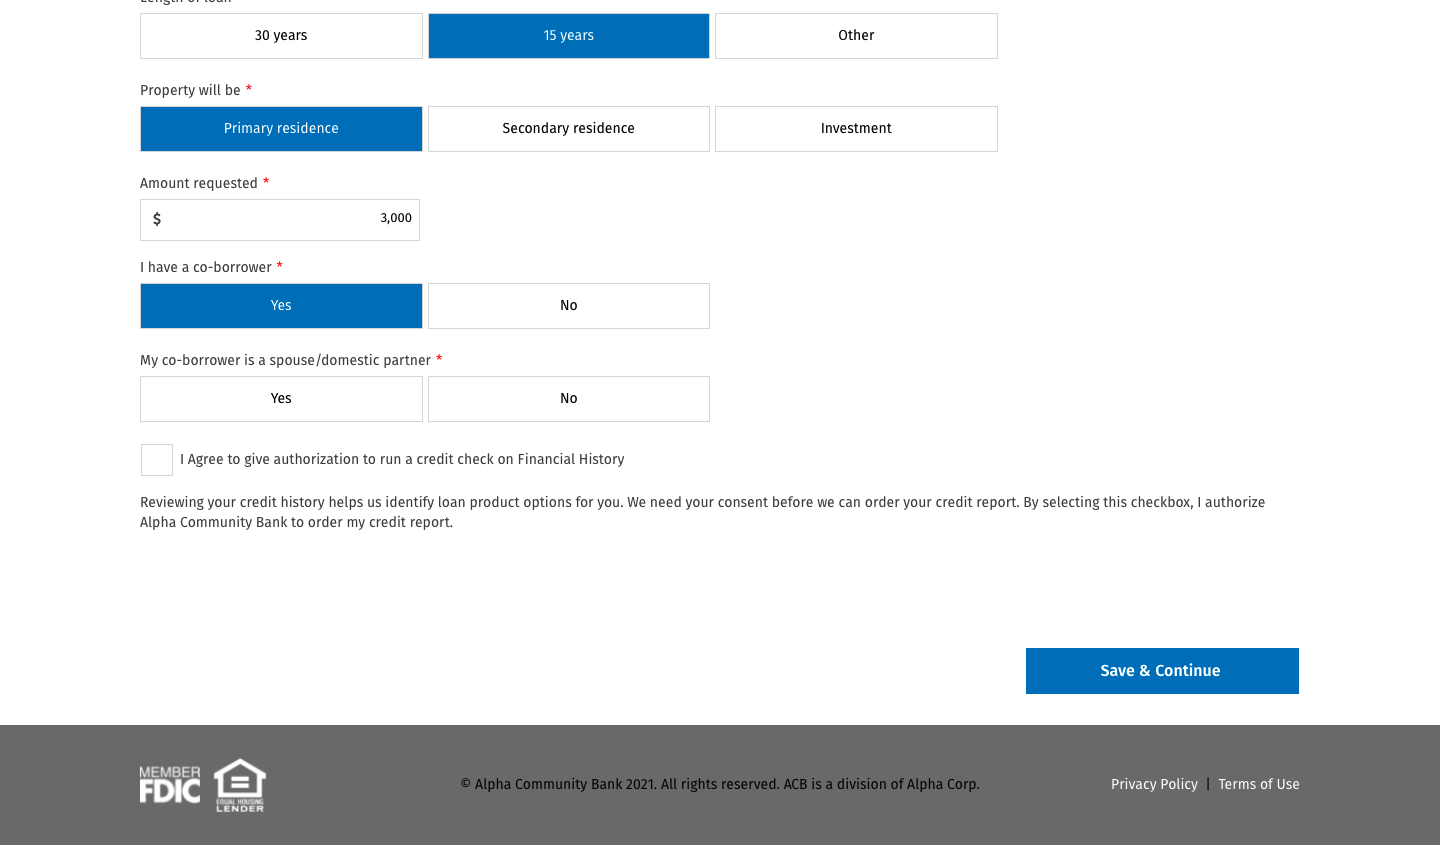 Length of loan
30 years
15 years
Other
Property will be *
Primary residence
Secondary residence
Investment
Amount requested *
$ 3,000
I have a co-borrower *
Yes
No
My co-borrower is a spouse/domestic partner *
Yes
No
I Agree to give authorization to run a credit check on Financial History
Reviewing your credit history helps us identify loan product options for you. We need your consent before we can order your credit report. By selecting this checkbox, I authorize
Alpha Community Bank to order my credit report.
Save & Continue
MEMBER
FDIC
EQUAL HOUSING
LENDER
© Alpha Community Bank 2021. All rights reserved. ACB is a division of Alpha Corp.
Privacy Policy | Terms of Use